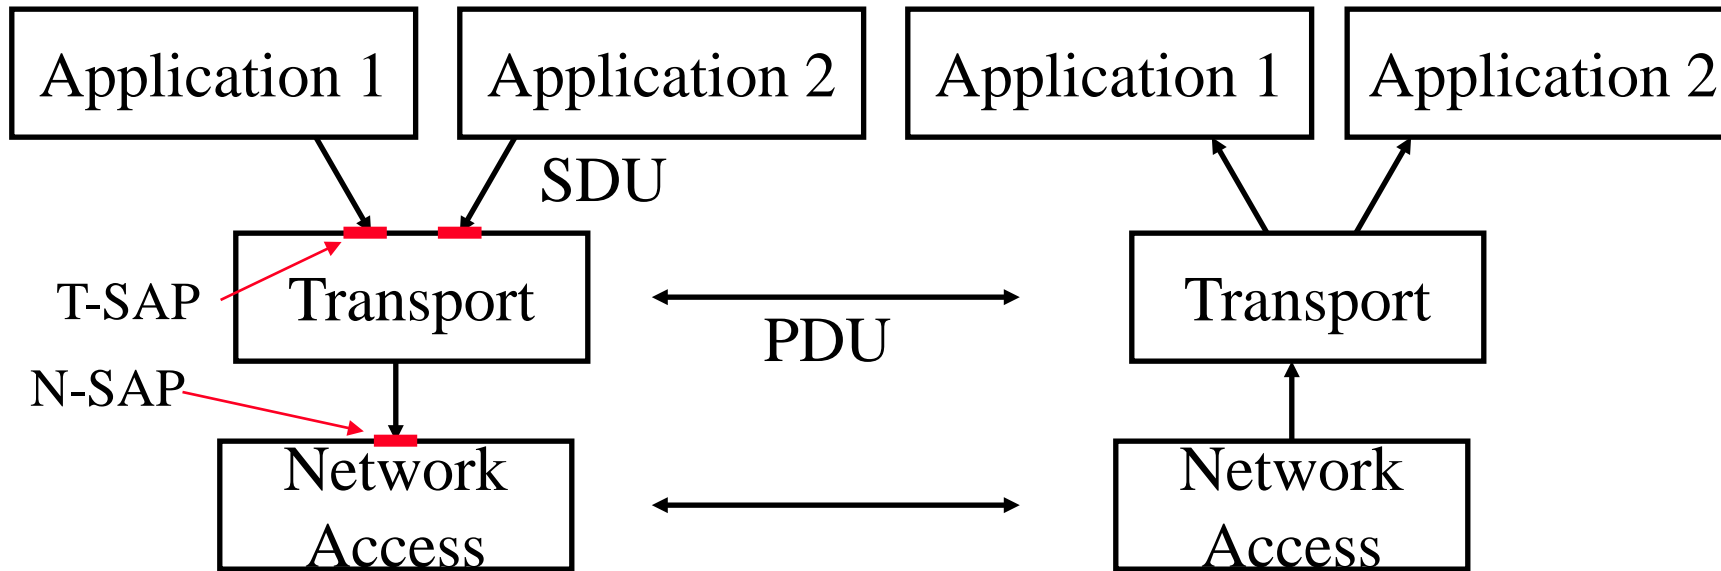 Application 1
Application 2
Application 1
Application 2
SDU
T-SAP
Transport
PDU
Transport
N-SAP
Network
Access
Network
Access